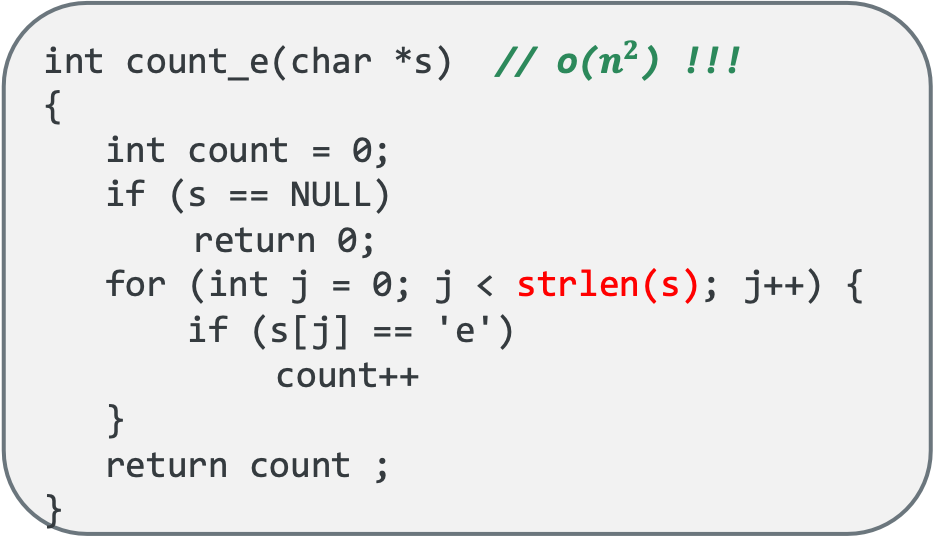 int count_e(char *s)  // o(n²) !!!
{
   int count = 0;
   if (s == NULL)
       return 0;
   for (int j = 0; j < strlen(s); j++) {
       if (s[j] == 'e')
           count++
   }
   return count ;
}